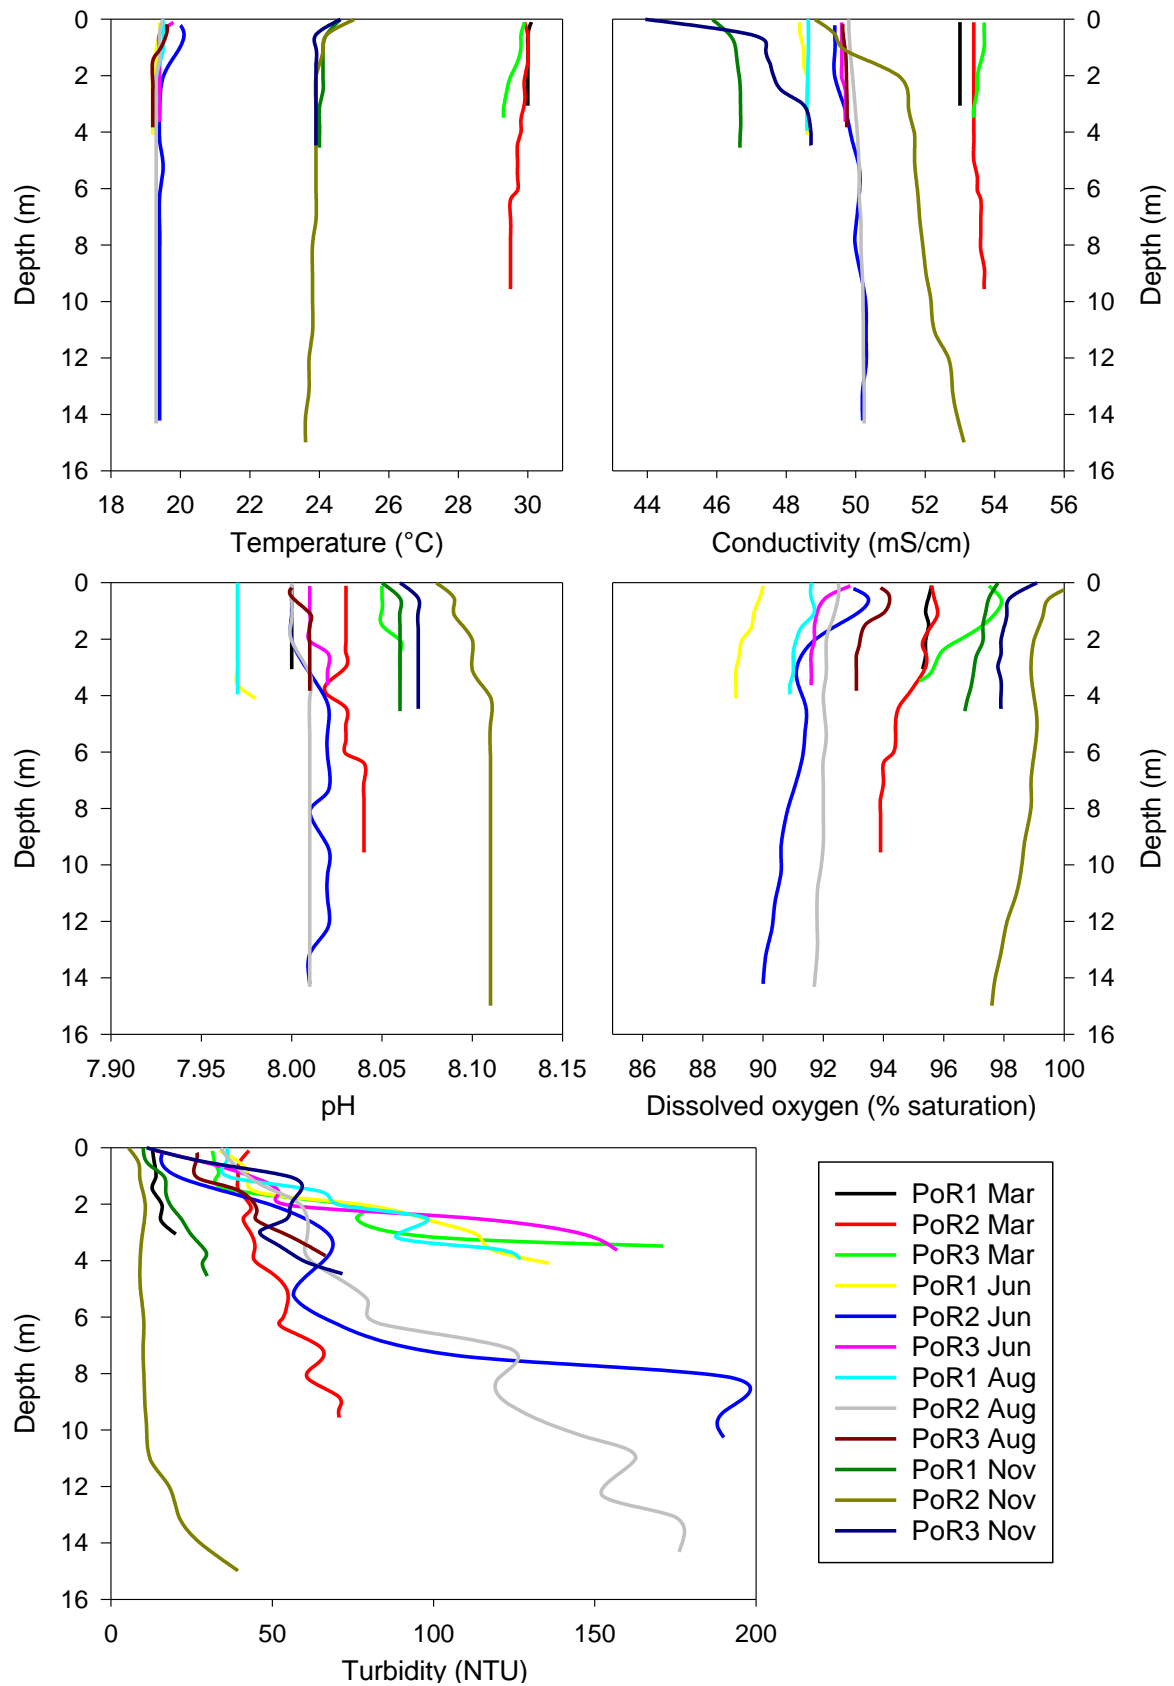 0
2
4
6
8
10
12
14
16
Depth (m)
18 20 22 24 26 28 30
Temperature (°C)
0
2
4
6
8
10
12
14
16
Depth (m)
44 46 48 50 52 54 56
Conductivity (mS/cm)
0
2
4
6
8
10
12
14
16
Depth (m)
7.90 7.95 8.00 8.05 8.10 8.15
pH
0
2
4
6
8
10
12
14
16
Depth (m)
86 88 90 92 94 96 98 100
Dissolved oxygen (% saturation)
0
2
4
6
8
10
12
14
16
Depth (m)
0 50 100 150 200
Turbidity (NTU)
PoR1 Mar
PoR2 Mar
PoR3 Mar
PoR1 Jun
PoR2 Jun
PoR3 Jun
PoR1 Aug
PoR2 Aug
PoR3 Aug
PoR1 Nov
PoR2 Nov
PoR3 Nov